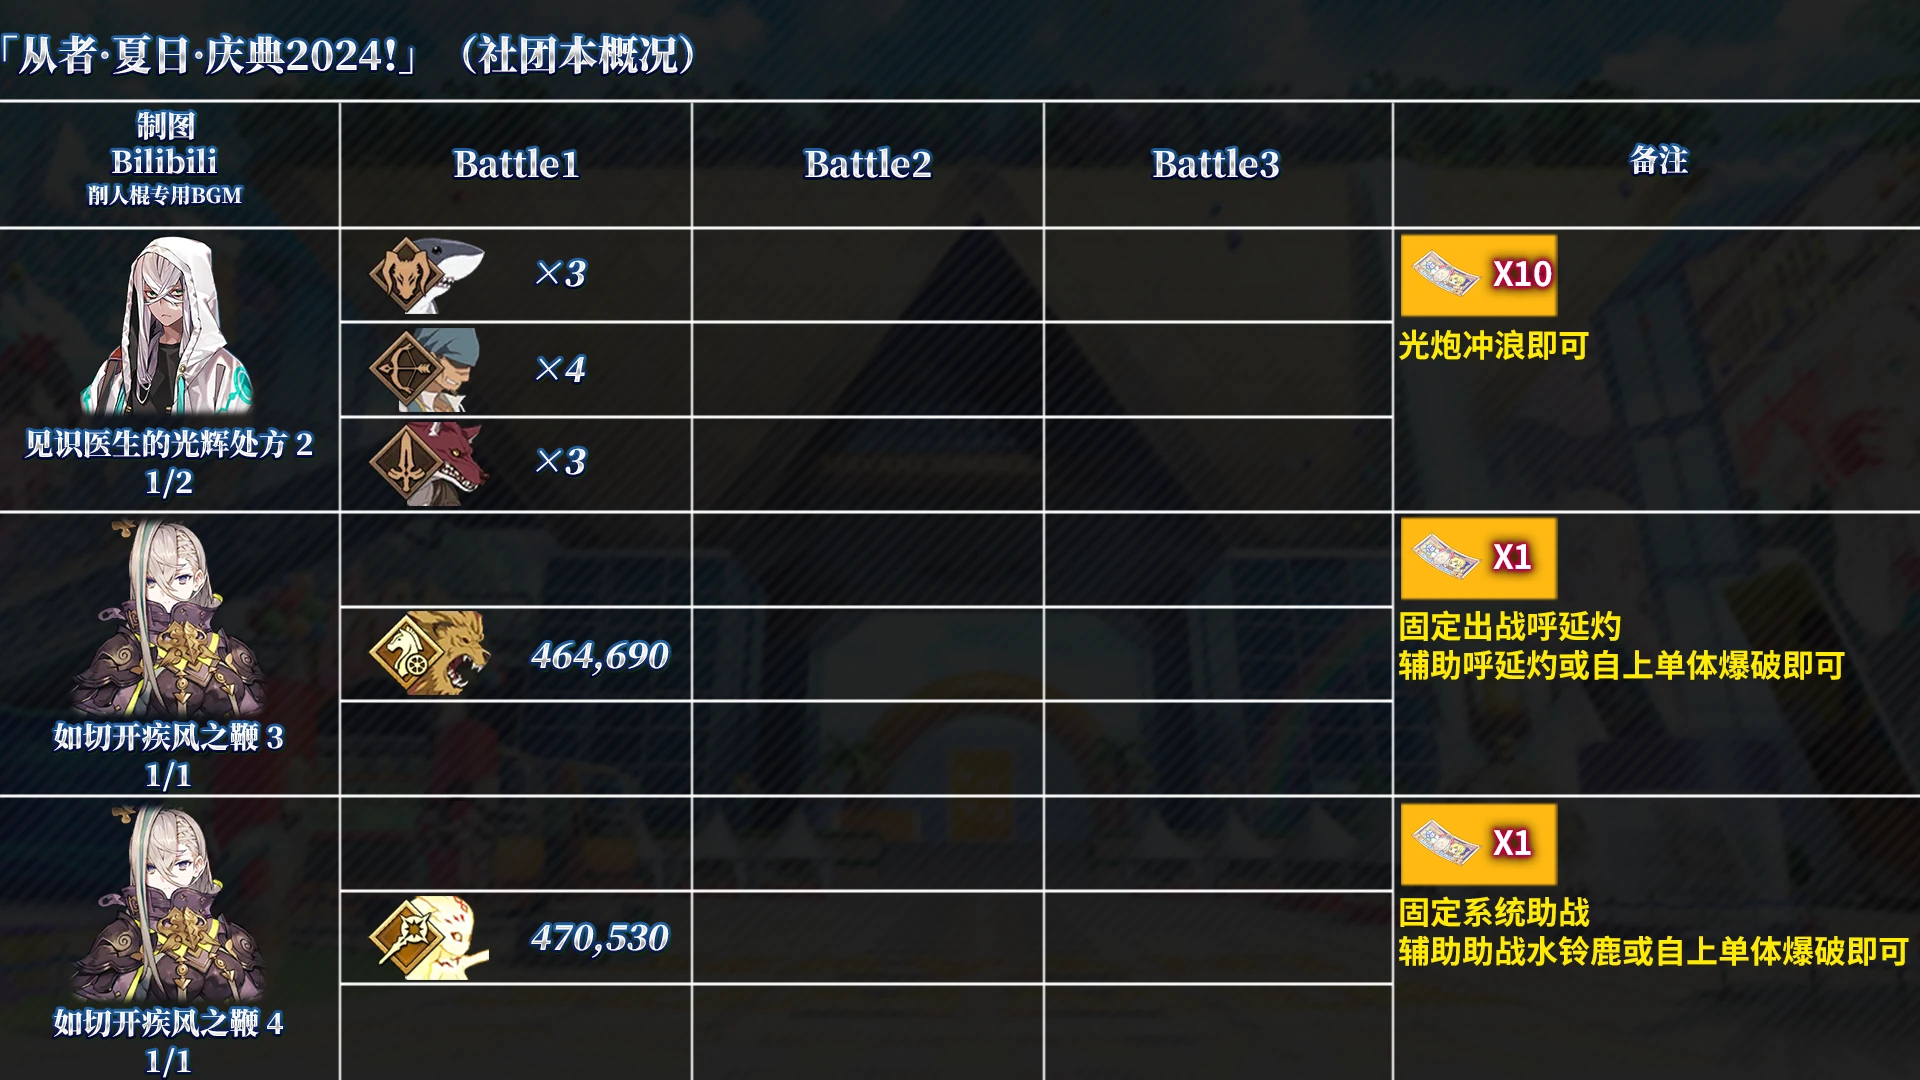 「从者·夏日·庆典2024!」（社团本概况）
制图
Bilibili
削人棍专用BGM
Battle1
Battle2
Battle3
备注
见识医生的光辉处方 2
1/2
×3
×4
×3
X10
光炮冲浪即可
如切开疾风之鞭 3
1/1
464,690
X1
固定出战呼延灼
辅助呼延灼或自上单体爆破即可
如切开疾风之鞭 4
1/1
470,530
X1
固定系统助战
辅助助战水铃鹿或自上单体爆破即可